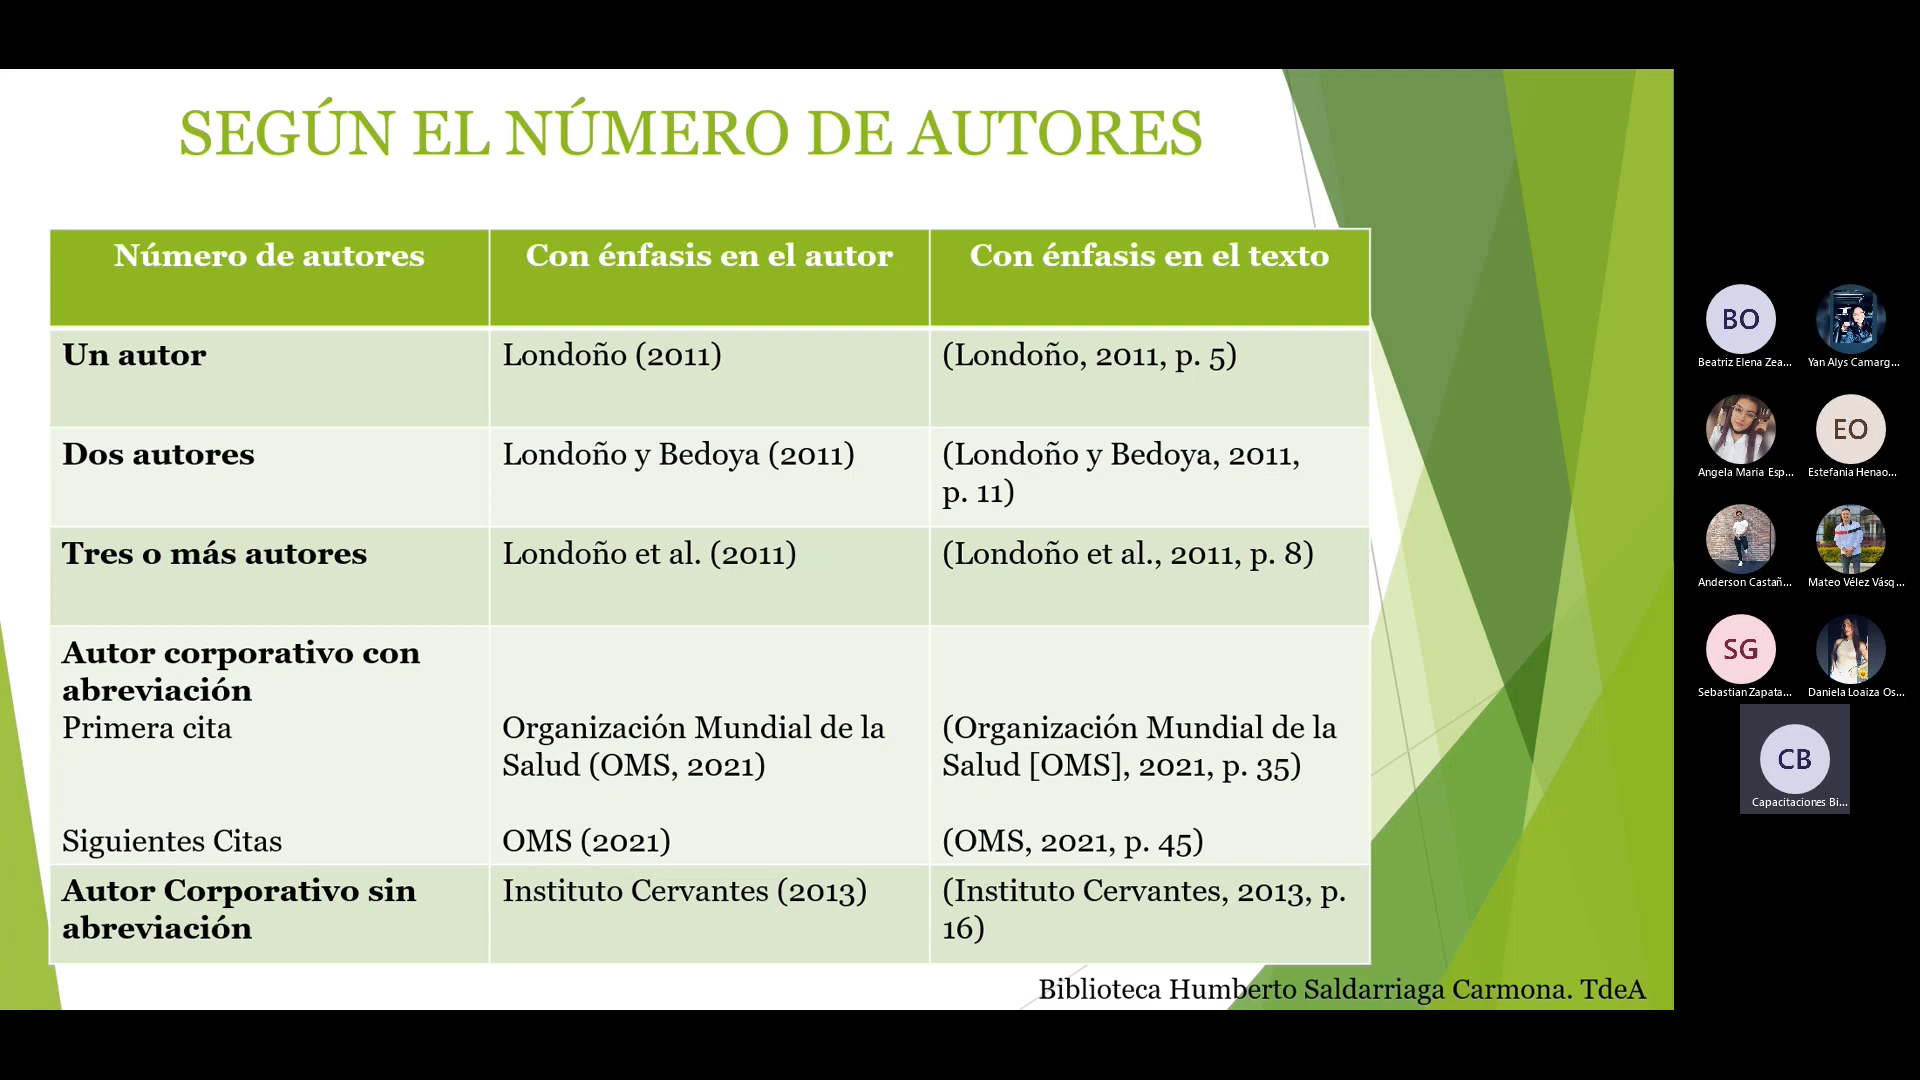 SEGÚN EL NÚMERO DE AUTORES
Número de autores
Con énfasis en el autor
Con énfasis en el texto
Un autor
Londoño (2011)
(Londoño, 2011, p. 5)
Dos autores
Londoño y Bedoya (2011)
(Londoño y Bedoya, 2011,
p. 11)
Tres o más autores
Londoño et al. (2011)
(Londoño et al., 2011, p. 8)
Autor corporativo con
abreviación
Primera cita
Organización Mundial de la
Salud (OMS, 2021)
(Organización Mundial de la
Salud [OMS], 2021, p. 35)
Siguientes Citas
OMS (2021)
(OMS, 2021, p. 45)
Autor Corporativo sin
abreviación
Instituto Cervantes (2013)
(Instituto Cervantes, 2013, p.
16)
Biblioteca Humberto Saldarriaga Carmona. TdeA
BO
Beatriz Elena Zea...
Yan Alys Camarg...
Angela María Esp...
EO
Estefania Henao...
Anderson Castañ...
Mateo Vélez Vásq...
SG
Sebastian Zapata...
Daniela Loaiza Os...
CB
Capacitaciones Bi...